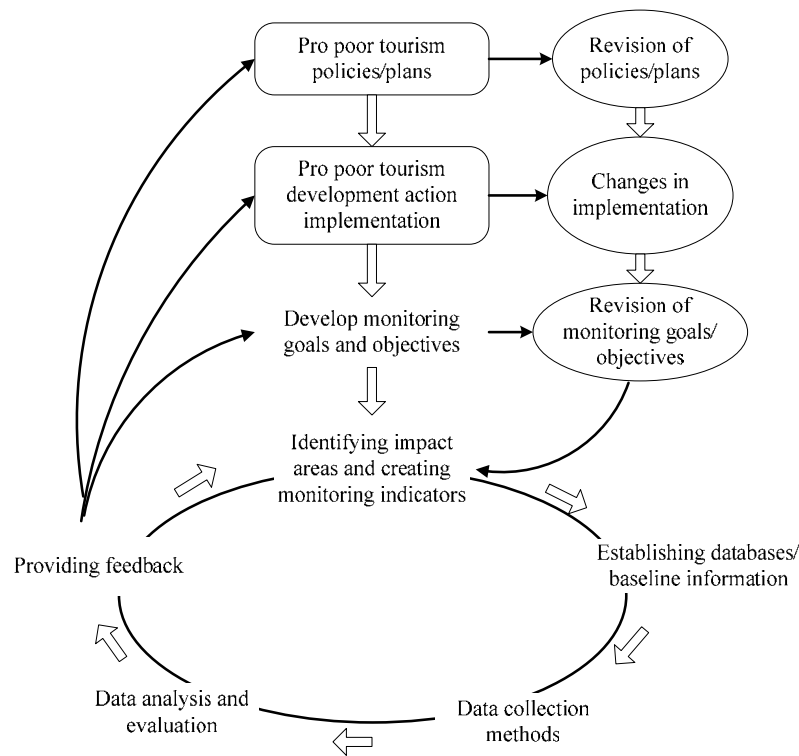 Pro poor tourism
policies/plans
Revision of
policies/plans
Pro poor tourism
development action
implementation
Changes in
implementation
Develop monitoring
goals and objectives
Revision of
monitoring goals/
objectives
Identifying impact
areas and creating
monitoring indicators
Providing feedback
Establishing databases/
baseline information
Data analysis and
evaluation
Data collection
methods